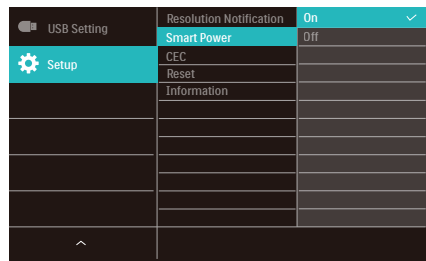 USB Setting
Setup
Resolution Notification
Smart Power
CEC
Reset
Information
On
Off